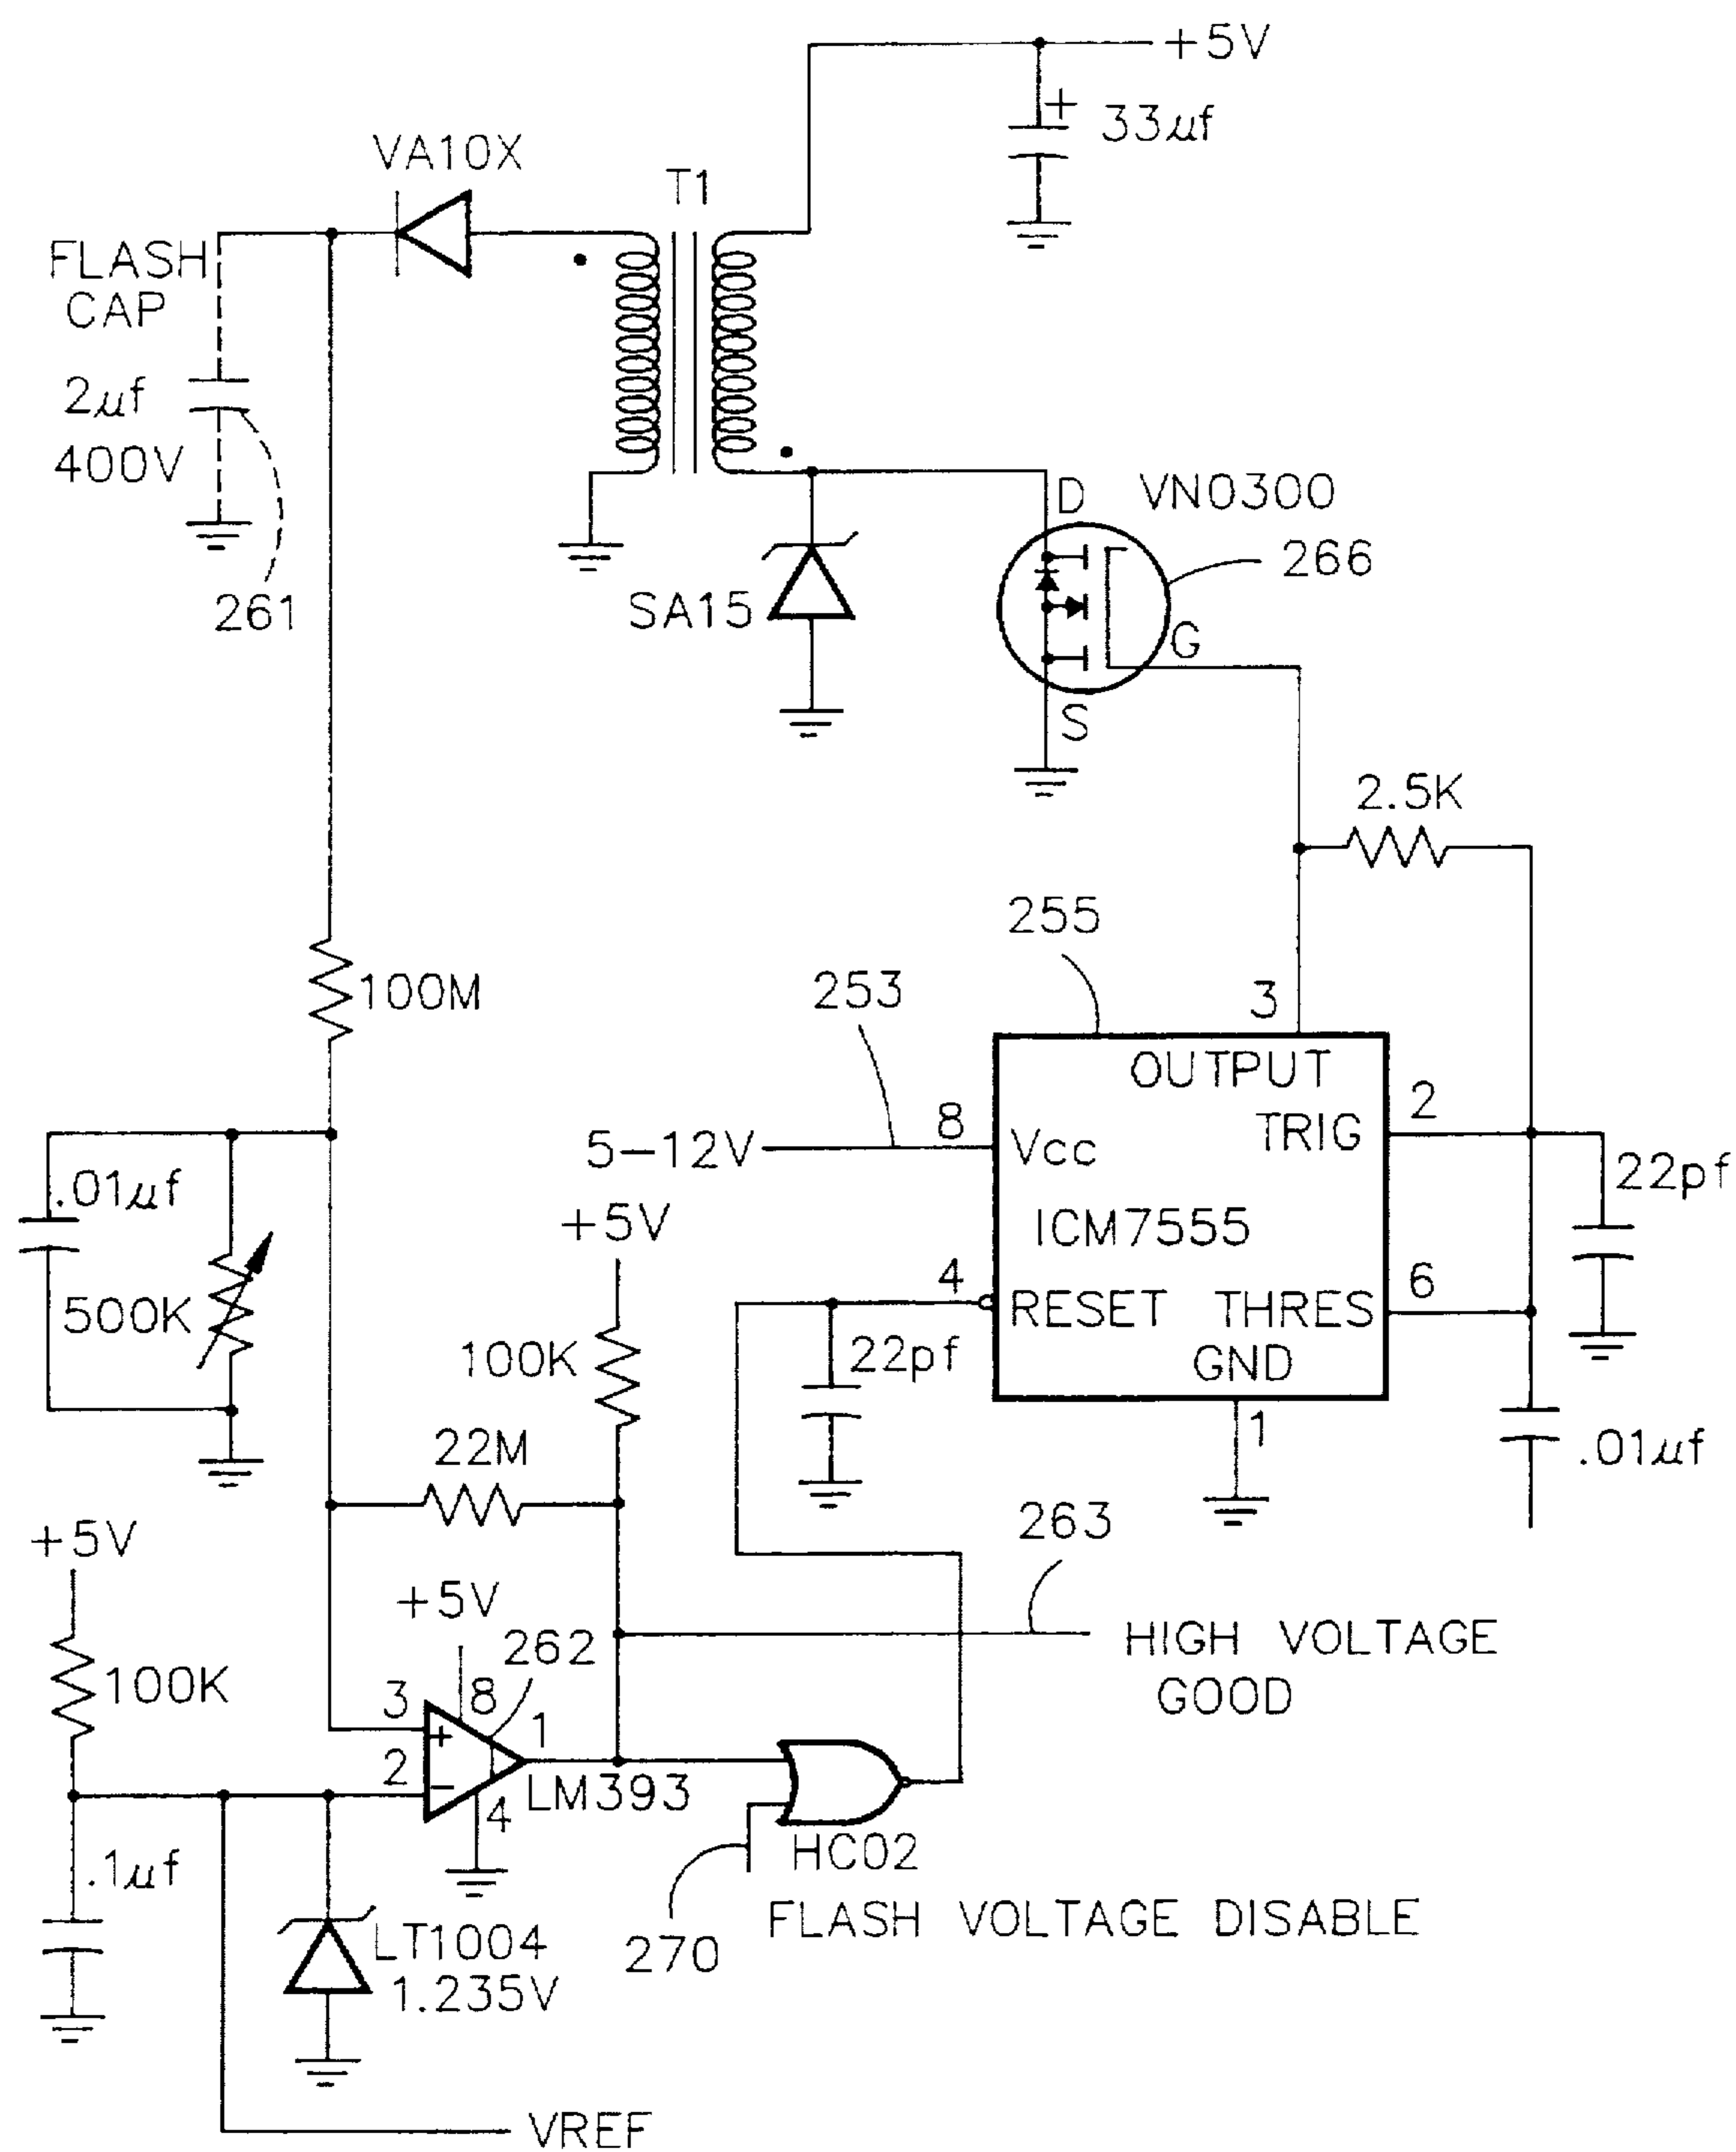 +5V
+
33µf
VA10X
T1
FLASH
CAP
2µf
400V
261
D
VN0300
266
SA15
G
S
2.5K
255
253
100M
3
OUTPUT
8
Vcc
TRIG
2
5-12V
.01µf
22pf
+5V
ICM7555
4
6
500K
RESET
THRES
100K
22pf
GND
1
.01µf
22M
263
+5V
+5V
262
HIGH VOLTAGE
GOOD
100K
3
8
1
+
2
-
LM393
4
HC02
.1µf
FLASH VOLTAGE DISABLE
270
LT1004
1.235V
VREF